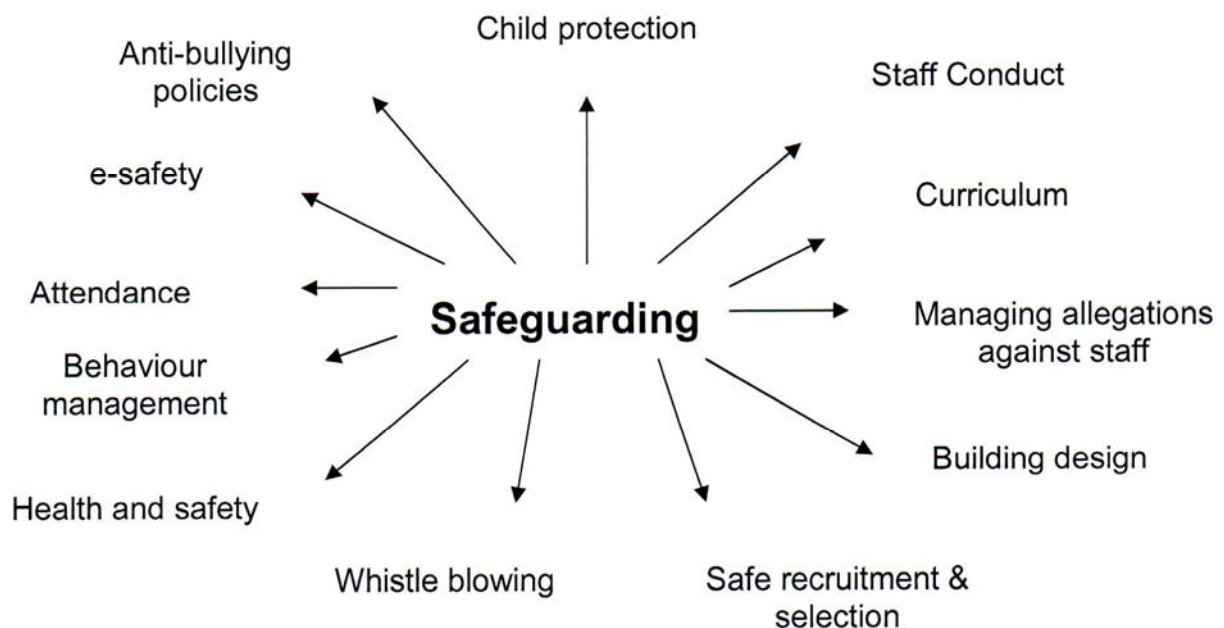 Child protection
Anti-bullying
policies
Staff Conduct
e-safety
Curriculum
Attendance
Safeguarding
Managing allegations
against staff
Behaviour
management
Building design
Health and safety
Whistle blowing
Safe recruitment &
selection